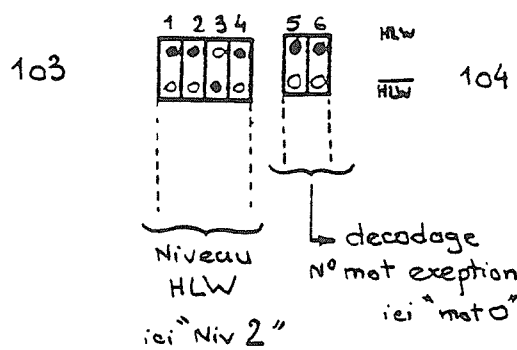 1 2 3 4 5 6 HLW
103 H̅L̅W̅ 104
Niveau
HLW
ici "Niv 2"
decodage
N° mot exeption
ici "mot 0"